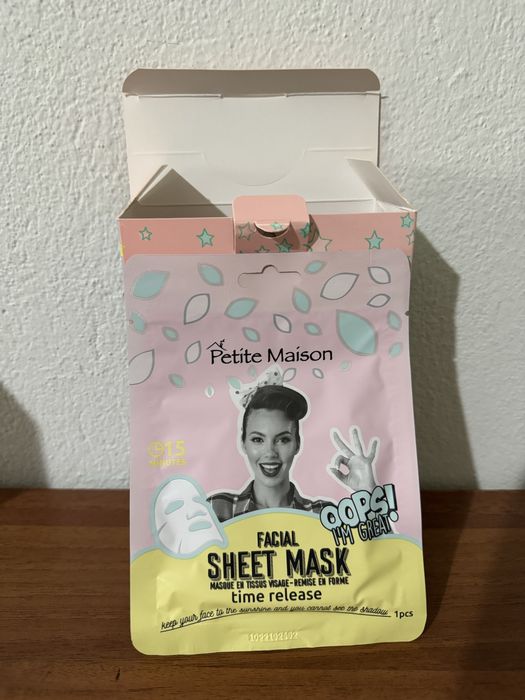 Petite Maison
15
MINUTES
OOPS!
I'M GREAT
FACIAL
SHEET MASK
MASQUE EN TISSUS VISAGE-REMISE EN FORME
time release
keep your face to the sunshine and you cannot see the shadow
1pcs